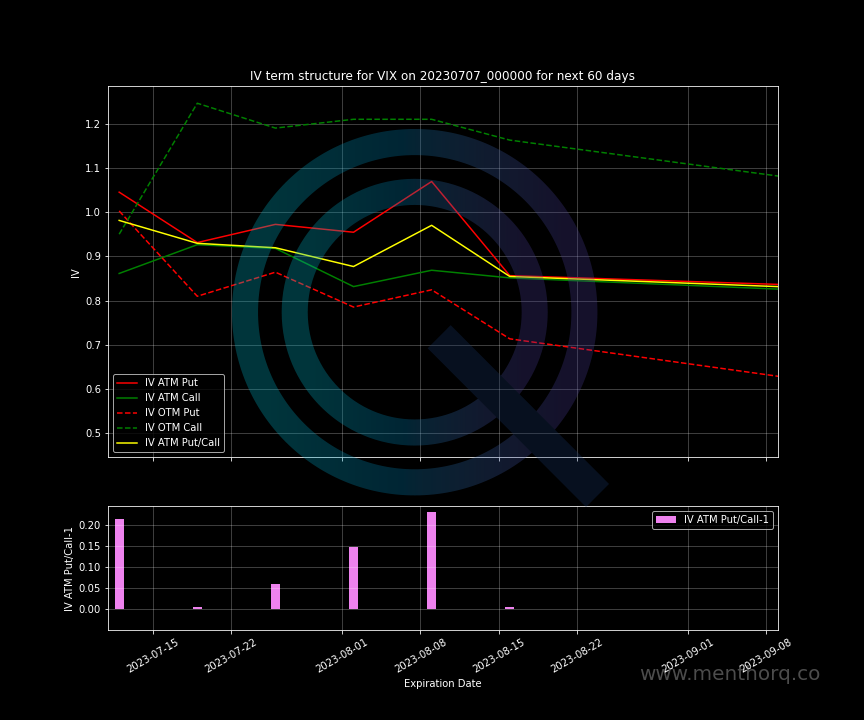 IV term structure for VIX on 20230707_000000 for next 60 days
IV
1.2
1.1
1.0
0.9
0.8
0.7
0.6
0.5
IV ATM Put
IV ATM Call
IV OTM Put
IV OTM Call
IV ATM Put/Call
IV ATM Put/Call-1
0.20
0.15
0.10
0.05
0.00
IV ATM Put/Call-1
2023-07-15
2023-07-22
2023-08-01
2023-08-08
2023-08-15
2023-08-22
2023-09-01
2023-09-08
Expiration Date
www.menthorq.co